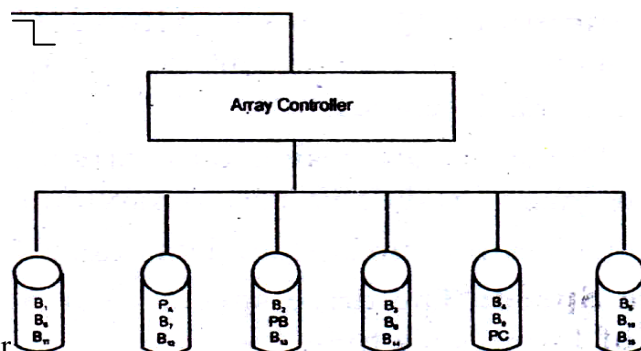 Array Controller
B₁ Pₐ B₂ B₃ B₄ B₅
B₆ B₇ PB B₈ B₉ B₁₀
B₁₁ B₁₂ B₁₃ B₁₄ PC B₁₅
r